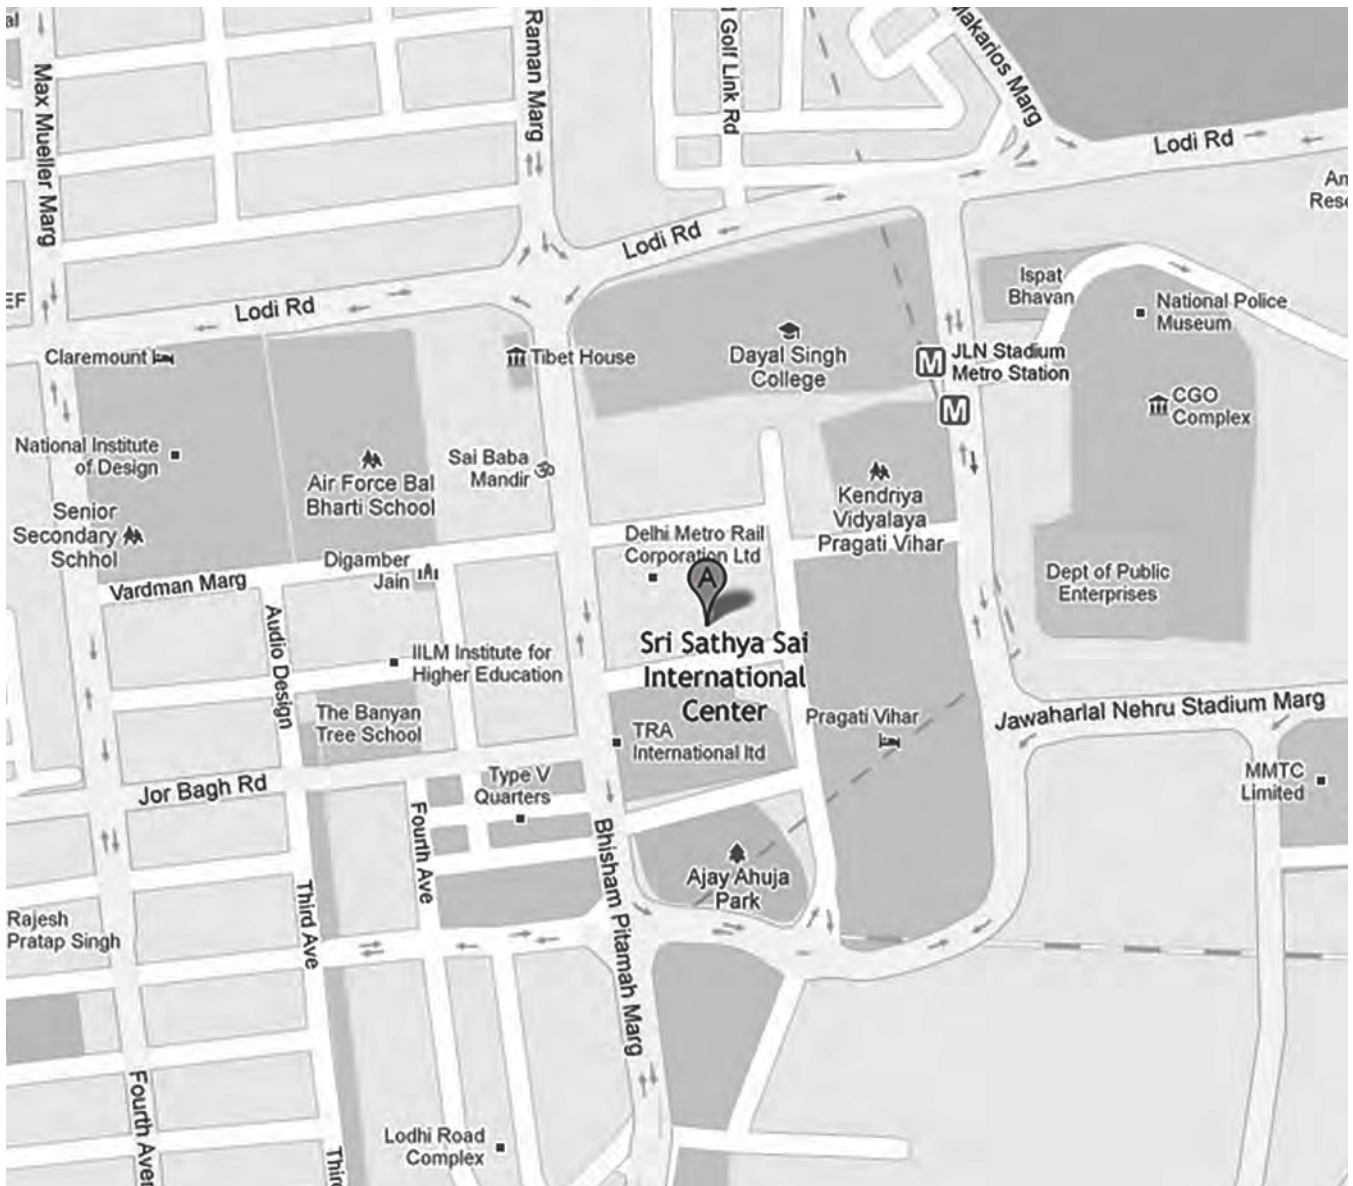 al
Max Mueller Marg
Raman Marg
Golf Link Rd
Makarios Marg
Lodi Rd
Lodi Rd
Lodi Rd
EF
Ispat
Bhavan
National Police
Museum
Claremount
Tibet House
Dayal Singh
College
M
JLN Stadium
Metro Station
M
CGO
Complex
National Institute
of Design
Air Force Bal
Bharti School
Sai Baba
Mandir
ॐ
Kendriya
Vidyalaya
Pragati Vihar
Senior
Secondary
Schhol
Delhi Metro Rail
Corporation Ltd
Digamber
Jain
Vardman Marg
A
Dept of Public
Enterprises
Audio Design
IILM Institute for
Higher Education
Sri Sathya Sai
International
Center
The Banyan
Tree School
TRA
International ltd
Pragati Vihar
Jawaharlal Nehru Stadium Marg
Jor Bagh Rd
Type V
Quarters
MMTC
Limited
Fourth Ave
Bhisham Pitamah Marg
Ajay Ahuja
Park
Third Ave
Rajesh
Pratap Singh
Fourth Aven
Lodhi Road
Complex
Third